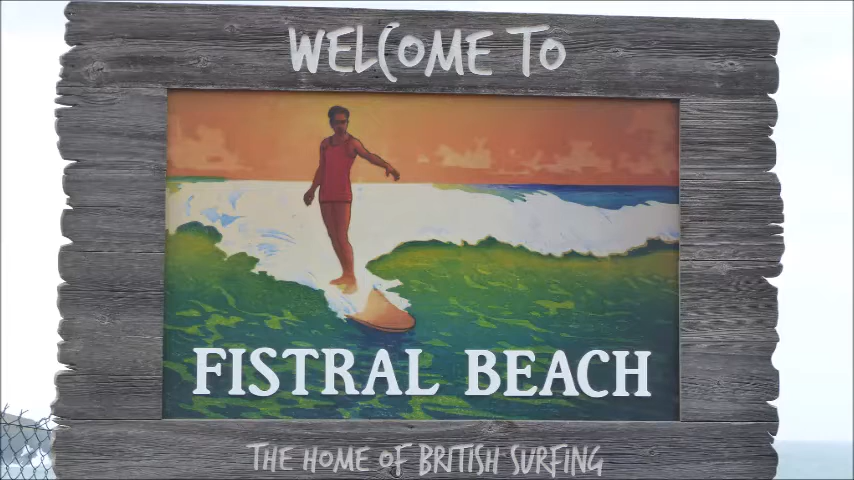 WELCOME TO
FISTRAL BEACH
THE HOME OF BRITISH SURFING